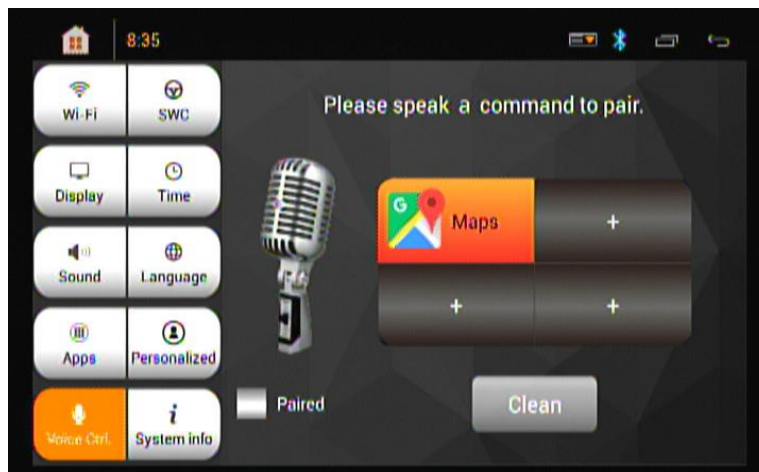 8:35
Wi-Fi
SWC
Please speak a command to pair.
Display
Time
G
Maps
+
Sound
Language
+
+
Apps
Personalized
Voice Ctrl.
System info
Paired
Clean